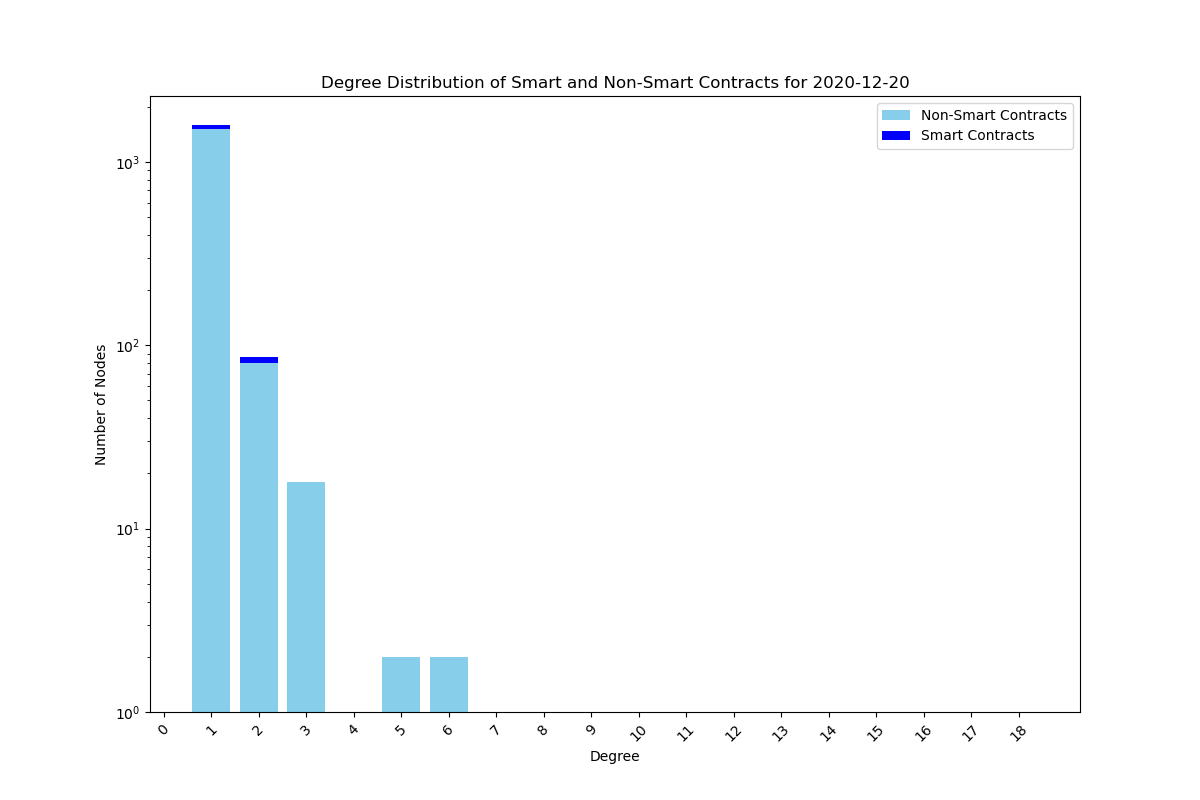 Degree Distribution of Smart and Non-Smart Contracts for 2020-12-20
Non-Smart Contracts
Smart Contracts
10³
10²
10¹
10⁰
Number of Nodes
0 1 2 3 4 5 6 7 8 9 10 11 12 13 14 15 16 17 18
Degree